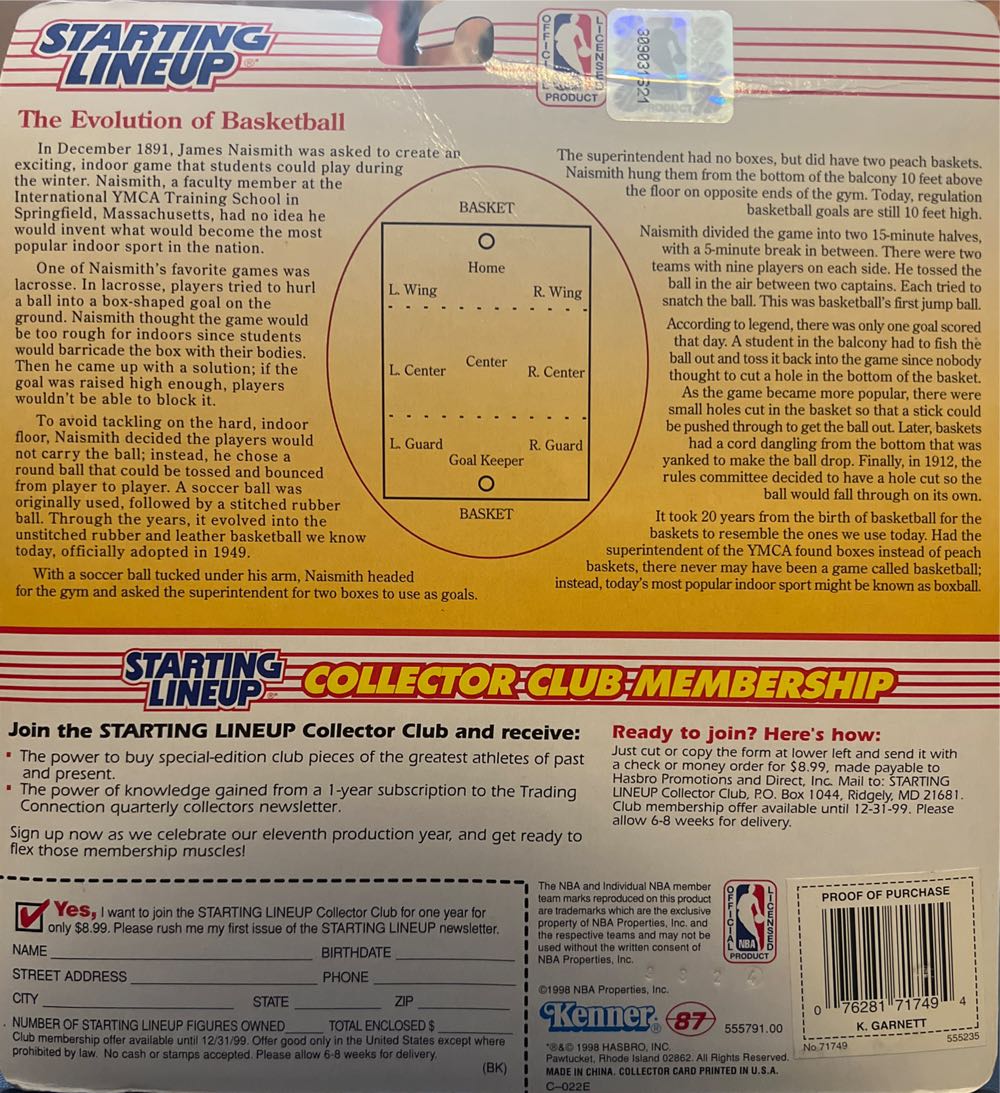 STARTING
LINEUP®
OFFICIAL LICENSED
PRODUCT
309031521
The Evolution of Basketball
In December 1891, James Naismith was asked to create an
exciting, indoor game that students could play during
the winter. Naismith, a faculty member at the
International YMCA Training School in
Springfield, Massachusetts, had no idea he
would invent what would become the most
popular indoor sport in the nation.
One of Naismith's favorite games was
lacrosse. In lacrosse, players tried to hurl
a ball into a box-shaped goal on the
ground. Naismith thought the game would
be too rough for indoors since students
would barricade the box with their bodies.
Then he came up with a solution; if the
goal was raised high enough, players
wouldn't be able to block it.
To avoid tackling on the hard, indoor
floor, Naismith decided the players would
not carry the ball; instead, he chose a
round ball that could be tossed and bounced
from player to player. A soccer ball was
originally used, followed by a stitched rubber
ball. Through the years, it evolved into the
unstitched rubber and leather basketball we know
today, officially adopted in 1949.
With a soccer ball tucked under his arm, Naismith headed
for the gym and asked the superintendent for two boxes to use as goals.
BASKET
Home
L. Wing R. Wing
Center
L. Center R. Center
L. Guard R. Guard
Goal Keeper
BASKET
The superintendent had no boxes, but did have two peach baskets.
Naismith hung them from the bottom of the balcony 10 feet above
the floor on opposite ends of the gym. Today, regulation
basketball goals are still 10 feet high.
Naismith divided the game into two 15-minute halves,
with a 5-minute break in between. There were two
teams with nine players on each side. He tossed the
ball in the air between two captains. Each tried to
snatch the ball. This was basketball's first jump ball.
According to legend, there was only one goal scored
that day. A student in the balcony had to fish the
ball out and toss it back into the game since nobody
thought to cut a hole in the bottom of the basket.
As the game became more popular, there were
small holes cut in the basket so that a stick could
be pushed through to get the ball out. Later, baskets
had a cord dangling from the bottom that was
yanked to make the ball drop. Finally, in 1912, the
rules committee decided to have a hole cut so the
ball would fall through on its own.
It took 20 years from the birth of basketball for the
baskets to resemble the ones we use today. Had the
superintendent of the YMCA found boxes instead of peach
baskets, there never may have been a game called basketball;
instead, today's most popular indoor sport might be known as boxball.
STARTING
LINEUP® COLLECTOR CLUB MEMBERSHIP
Join the STARTING LINEUP Collector Club and receive:
▪ The power to buy special-edition club pieces of the greatest athletes of past
and present.
▪ The power of knowledge gained from a 1-year subscription to the Trading
Connection quarterly collectors newsletter.
Sign up now as we celebrate our eleventh production year, and get ready to
flex those membership muscles!
Ready to join? Here's how:
Just cut or copy the form at lower left and send it with
a check or money order for $8.99, made payable to
Hasbro Promotions and Direct, Inc. Mail to: STARTING
LINEUP Collector Club, P.O. Box 1044, Ridgely, MD 21681.
Club membership offer available until 12-31-99. Please
allow 6-8 weeks for delivery.
Yes, I want to join the STARTING LINEUP Collector Club for one year for
only $8.99. Please rush me my first issue of the STARTING LINEUP newsletter.
NAME BIRTHDATE
STREET ADDRESS PHONE
CITY STATE ZIP
NUMBER OF STARTING LINEUP FIGURES OWNED TOTAL ENCLOSED $
Club membership offer available until 12/31/99. Offer good only in the United States except where
prohibited by law. No cash or stamps accepted. Please allow 6-8 weeks for delivery.
(BK)
The NBA and Individual NBA member
team marks reproduced on this product
are trademarks which are the exclusive
property of NBA Properties, Inc. and
the respective teams and may not be
used without the written consent of
NBA Properties, Inc.
OFFICIAL LICENSED
NBA
PRODUCT
©1998 NBA Properties, Inc.
Kenner® 87 555791.00
*®&© 1998 HASBRO, INC.
Pawtucket, Rhode Island 02862. All Rights Reserved.
MADE IN CHINA. COLLECTOR CARD PRINTED IN U.S.A.
C-022E
PROOF OF PURCHASE
0 76281 71749 4
K. GARNETT
No 71749 555235